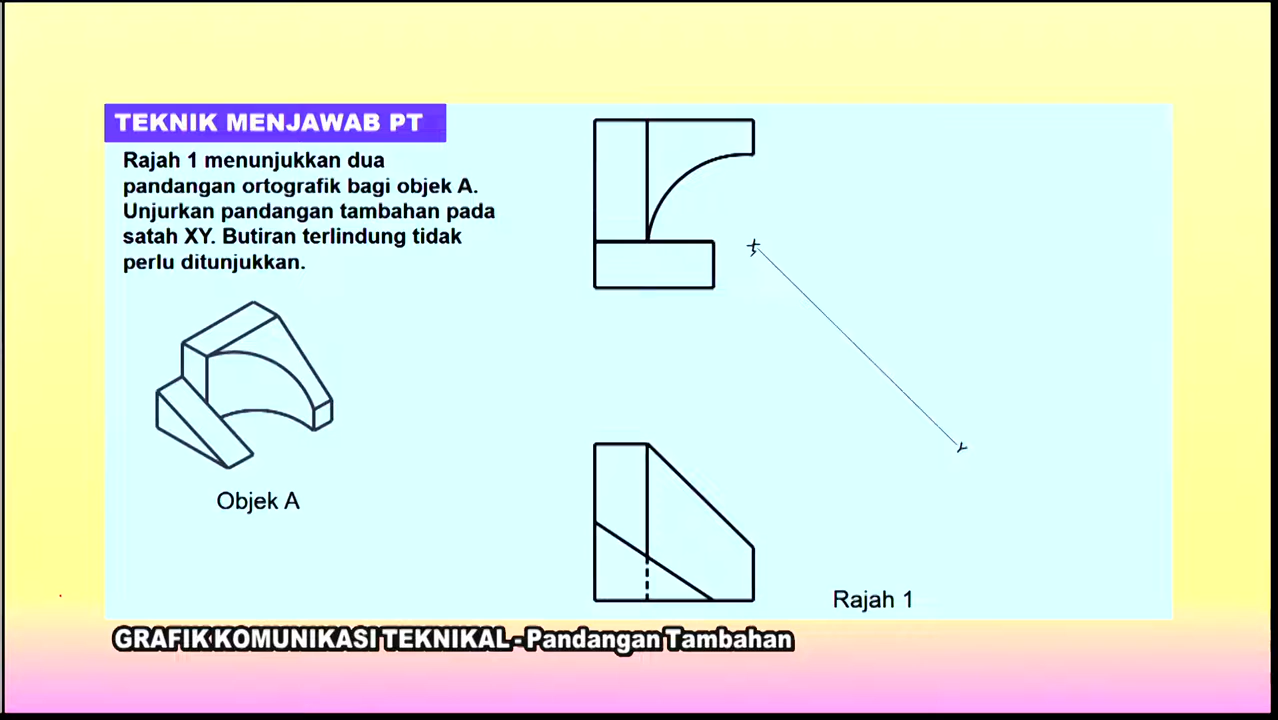 TEKNIK MENJAWAB PT
Rajah 1 menunjukkan dua
pandangan ortografik bagi objek A.
Unjurkan pandangan tambahan pada
satah XY. Butiran terlindung tidak
perlu ditunjukkan.
X
Y
Objek A
Rajah 1
GRAFIK KOMUNIKASI TEKNIKAL - Pandangan Tambahan